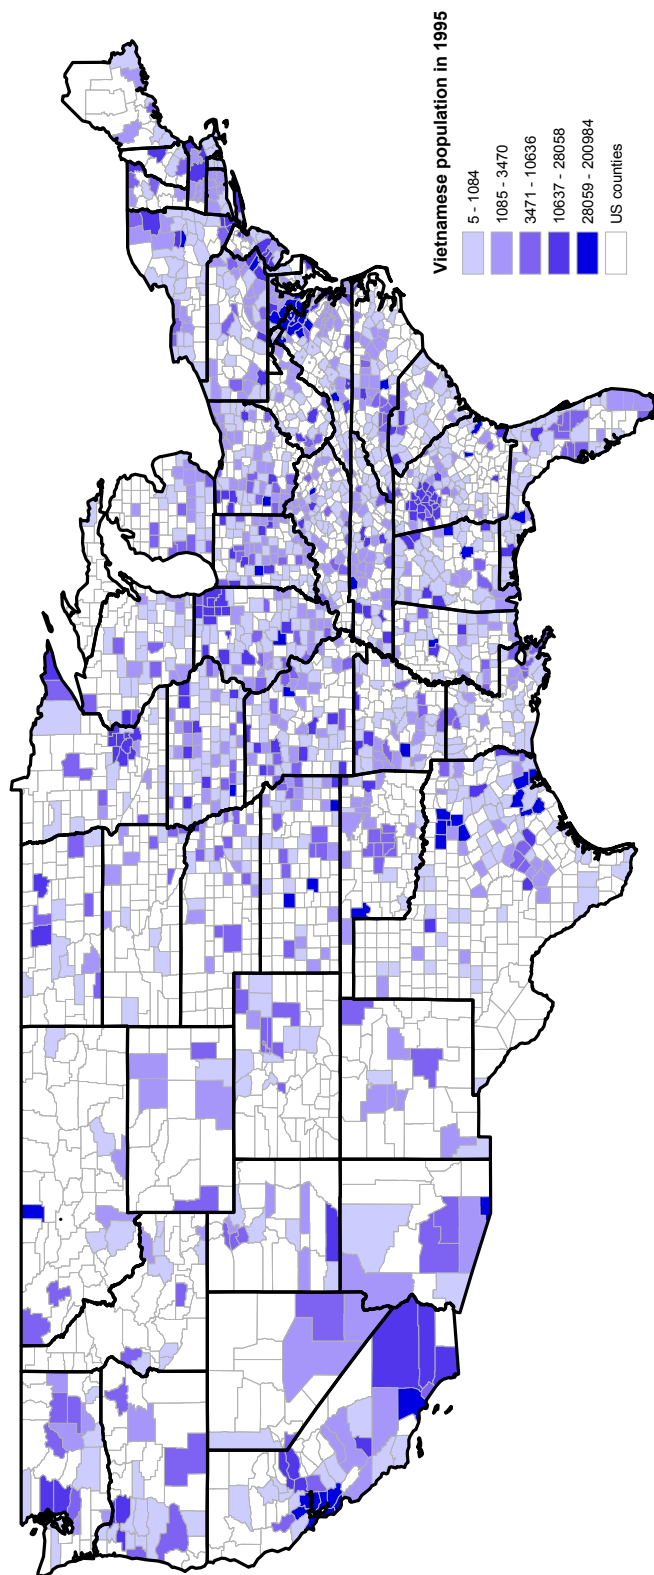 Vietnamese population in 1995
5 - 1084
1085 - 3470
3471 - 10636
10637 - 28058
28059 - 200984
US counties